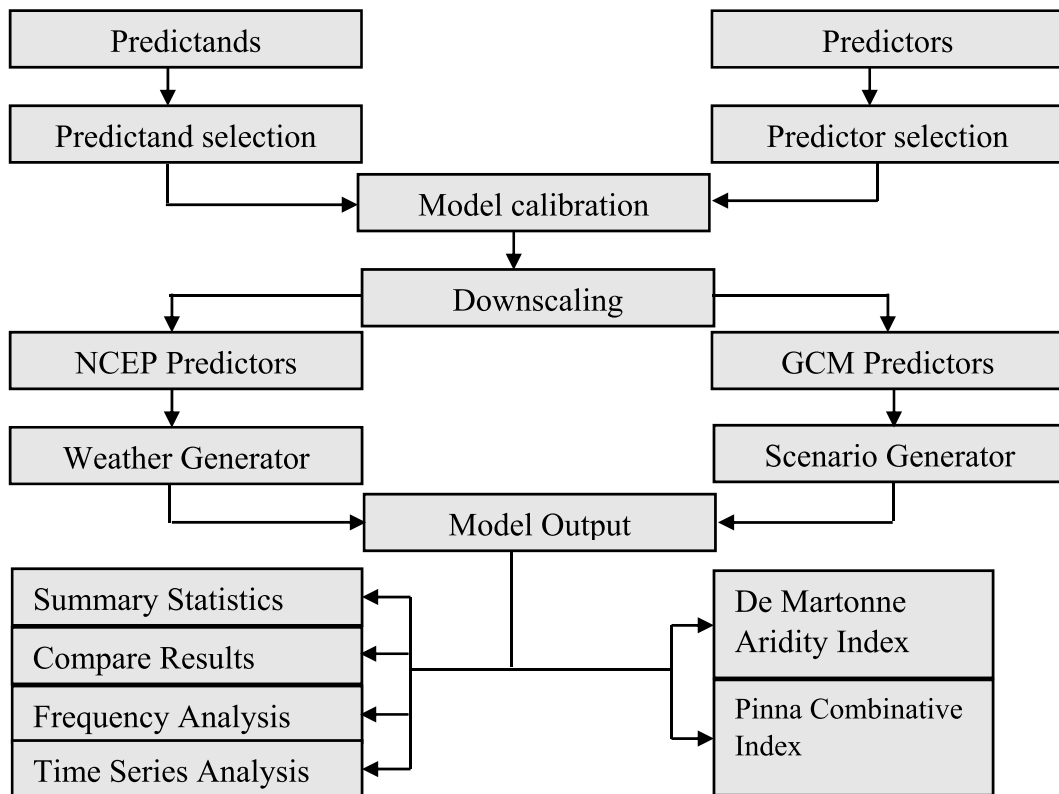 Predictands
Predictors
Predictand selection
Predictor selection
Model calibration
Downscaling
NCEP Predictors
GCM Predictors
Weather Generator
Scenario Generator
Model Output
Summary Statistics
Compare Results
Frequency Analysis
Time Series Analysis
De Martonne
Aridity Index
Pinna Combinative
Index